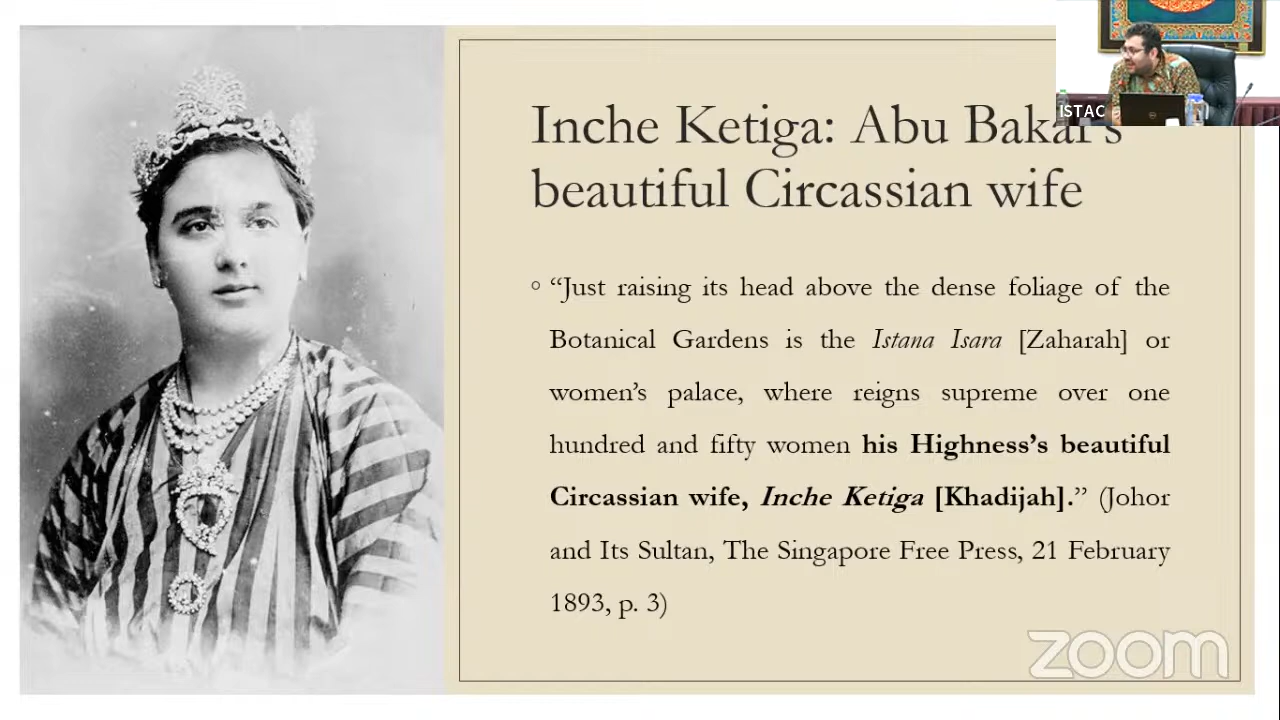 ISTAC
Inche Ketiga: Abu Bakar's
beautiful Circassian wife
“Just raising its head above the dense foliage of the
Botanical Gardens is the Istana Isara [Zaharah] or
women’s palace, where reigns supreme over one
hundred and fifty women his Highness’s beautiful
Circassian wife, Inche Ketiga [Khadijah].” (Johor
and Its Sultan, The Singapore Free Press, 21 February
1893, p. 3)
zoom